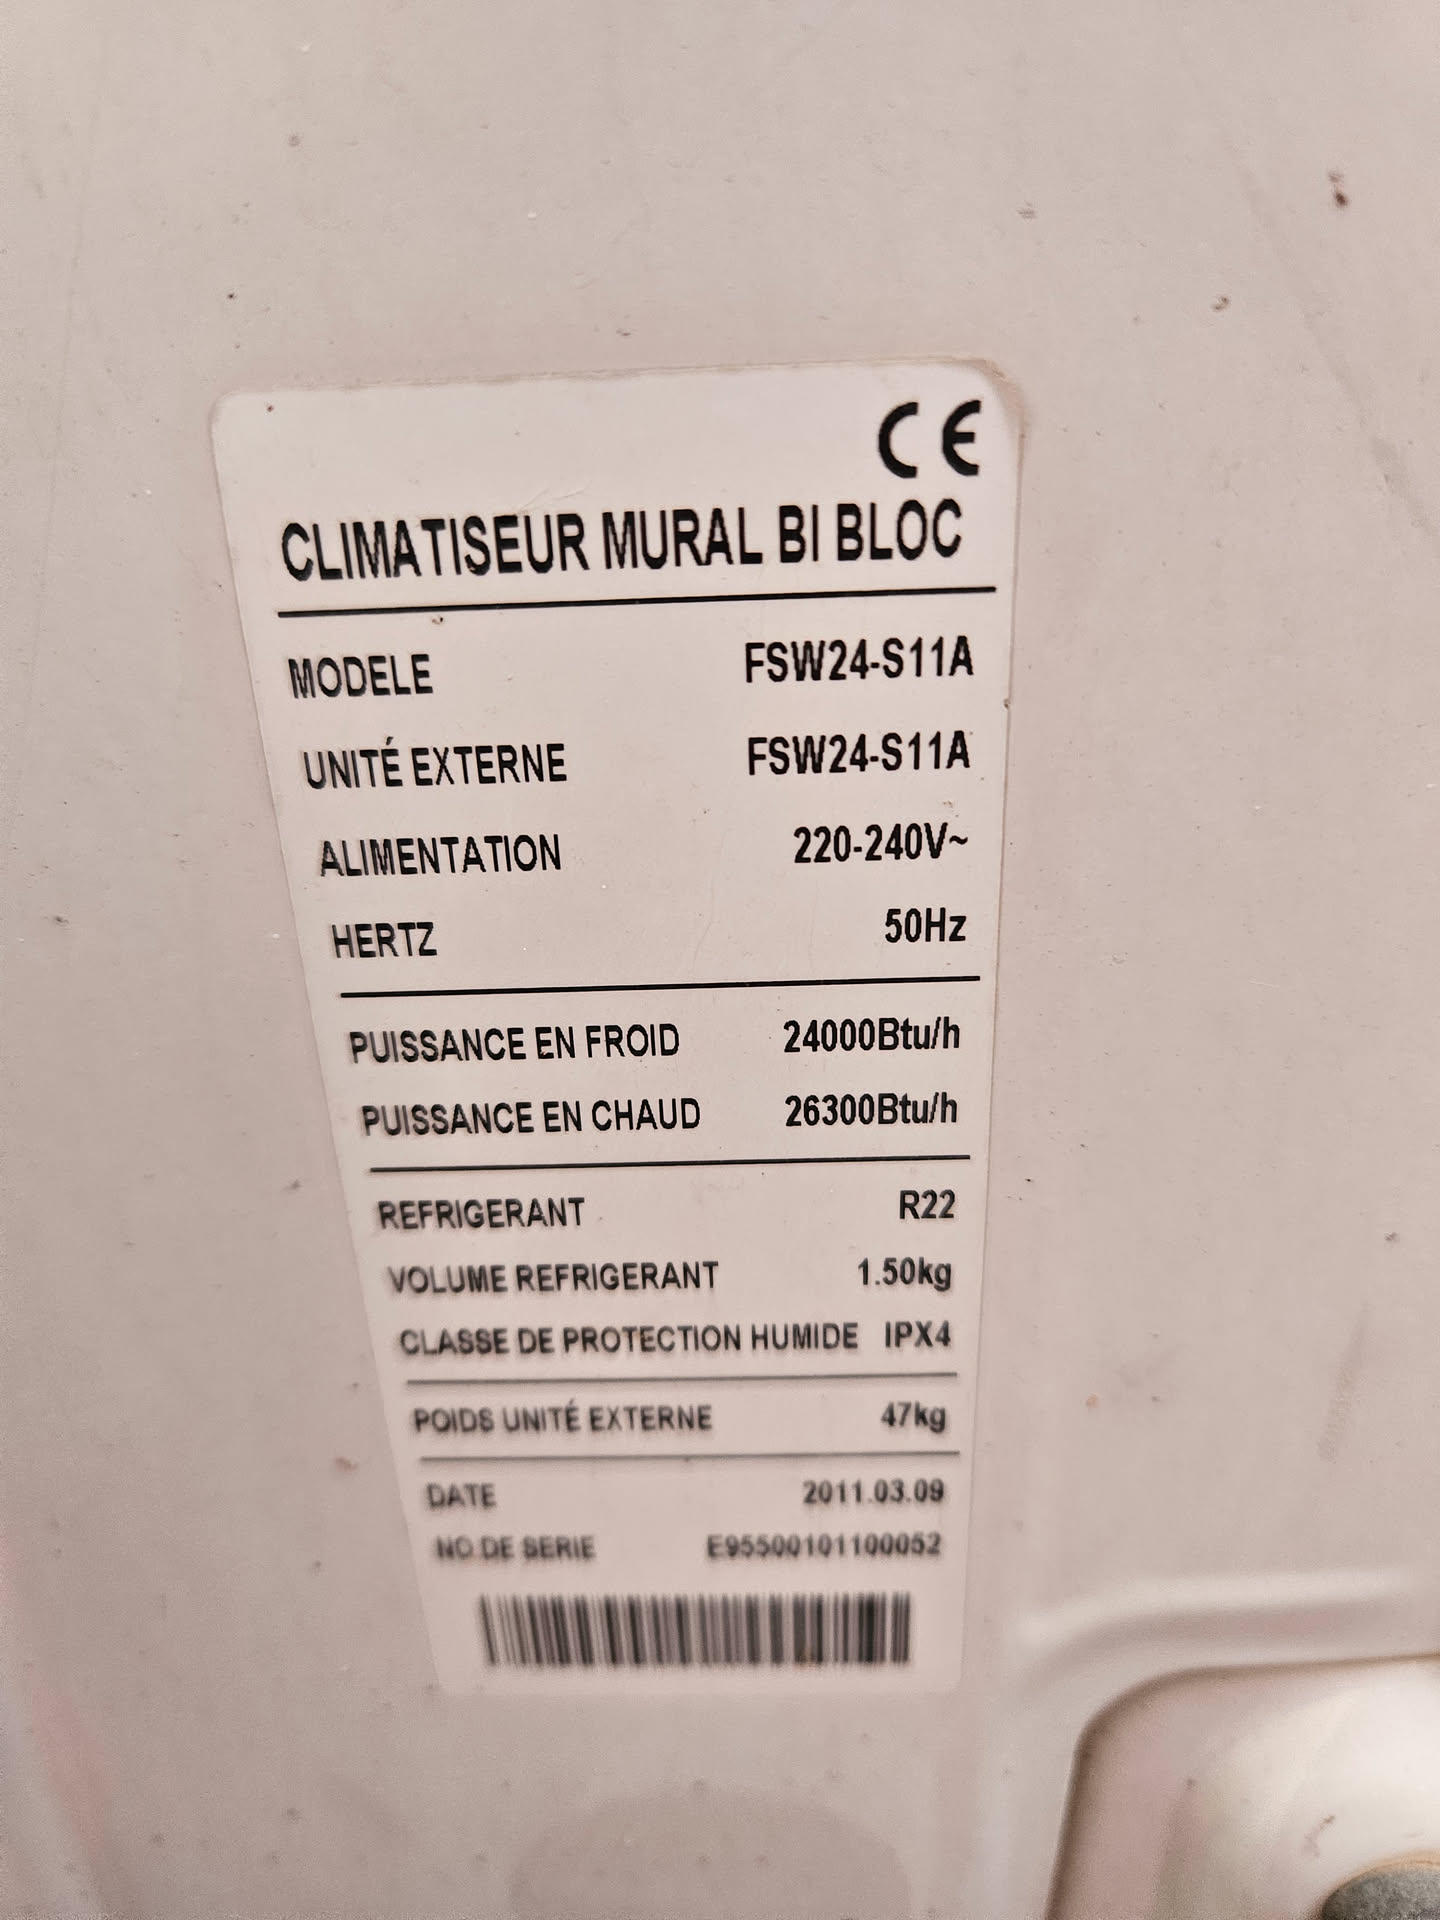 CE
CLIMATISEUR MURAL BI BLOC
MODELE FSW24-S11A
UNITÉ EXTERNE FSW24-S11A
ALIMENTATION 220-240V~
HERTZ 50Hz
PUISSANCE EN FROID 24000Btu/h
PUISSANCE EN CHAUD 26300Btu/h
REFRIGERANT R22
VOLUME REFRIGERANT 1.50kg
CLASSE DE PROTECTION HUMIDE IPX4
POIDS UNITÉ EXTERNE 47kg
DATE 2011.03.09
NO DE SERIE E95500101100052